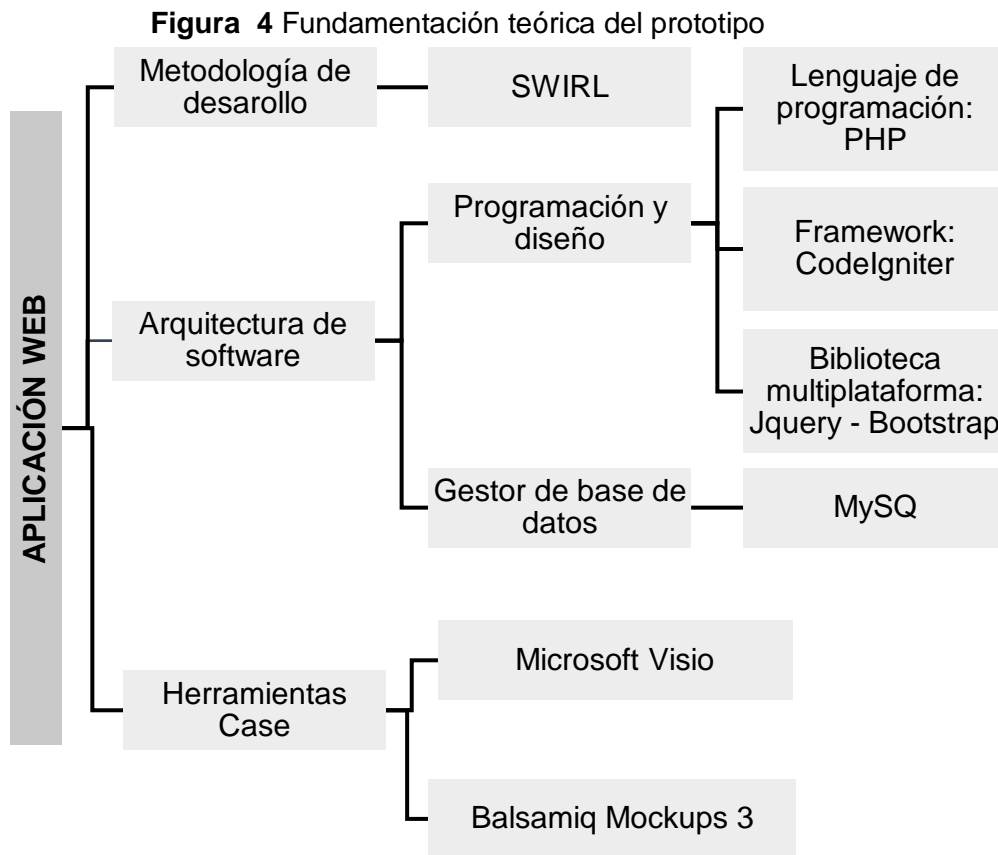 Figura 4 Fundamentación teórica del prototipo
APLICACIÓN WEB
Metodología de
desarollo
SWIRL
Arquitectura de
software
Programación y
diseño
Lenguaje de
programación:
PHP
Framework:
CodeIgniter
Biblioteca
multiplataforma:
Jquery - Bootstrap
Gestor de base de
datos
MySQ
Herramientas
Case
Microsoft Visio
Balsamiq Mockups 3